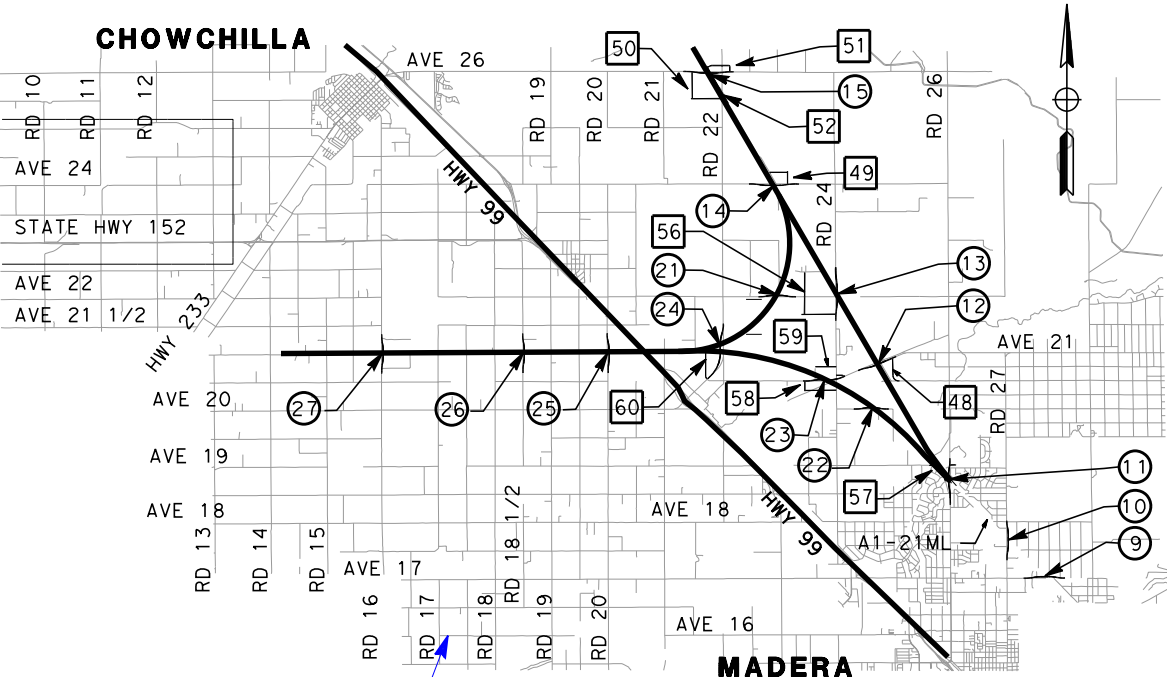 CHOWCHILLA
AVE 26
50
51
15
52
RD 10
RD 11
RD 12
RD 19
RD 20
RD 21
RD 22
RD 26
AVE 24
HWY 99
49
14
RD 24
STATE HWY 152
56
21
13
AVE 22
AVE 21 1/2
HWY 233
24
12
59
AVE 21
AVE 20
27
26
25
60
58
48
RD 27
23
22
AVE 19
57
11
AVE 18
AVE 18
HWY 99
10
A1-21ML
9
RD 13
RD 14
RD 15
RD 18 1/2
AVE 17
RD 16
RD 17
RD 18
RD 19
RD 20
AVE 16
MADERA